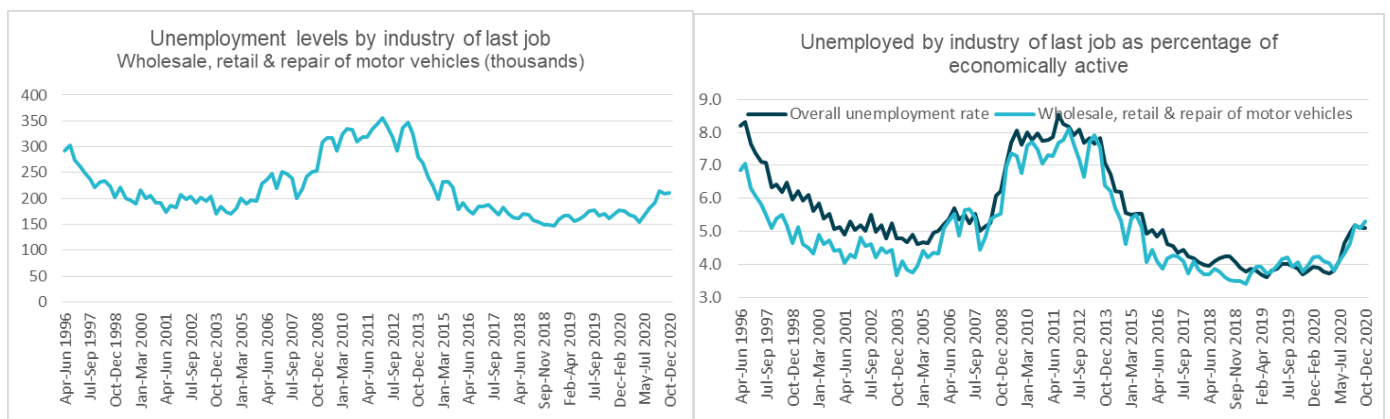 Unemployment levels by industry of last job
Wholesale, retail & repair of motor vehicles (thousands)
400
350
300
250
200
150
100
50
0
Apr-Jun 1996
Jul-Sep 1997
Oct-Dec 1998
Jan-Mar 2000
Apr-Jun 2001
Jul-Sep 2002
Oct-Dec 2003
Jan-Mar 2005
Apr-Jun 2006
Jul-Sep 2007
Oct-Dec 2008
Jan-Mar 2010
Apr-Jun 2011
Jul-Sep 2012
Oct-Dec 2013
Jan-Mar 2015
Apr-Jun 2016
Jul-Sep 2017
Apr-Jun 2018
Sep-Nov 2018
Feb-Apr 2019
Jul-Sep 2019
Dec-Feb 2020
May-Jul 2020
Oct-Dec 2020
Unemployed by industry of last job as percentage of
economically active
Overall unemployment rate
Wholesale, retail & repair of motor vehicles
9.0
8.0
7.0
6.0
5.0
4.0
3.0
Apr-Jun 1996
Jul-Sep 1997
Oct-Dec 1998
Jan-Mar 2000
Apr-Jun 2001
Jul-Sep 2002
Oct-Dec 2003
Jan-Mar 2005
Apr-Jun 2006
Jul-Sep 2007
Oct-Dec 2008
Jan-Mar 2010
Apr-Jun 2011
Jul-Sep 2012
Oct-Dec 2013
Jan-Mar 2015
Apr-Jun 2016
Jul-Sep 2017
Apr-Jun 2018
Sep-Nov 2018
Feb-Apr 2019
Jul-Sep 2019
Dec-Feb 2020
May-Jul 2020
Oct-Dec 2020